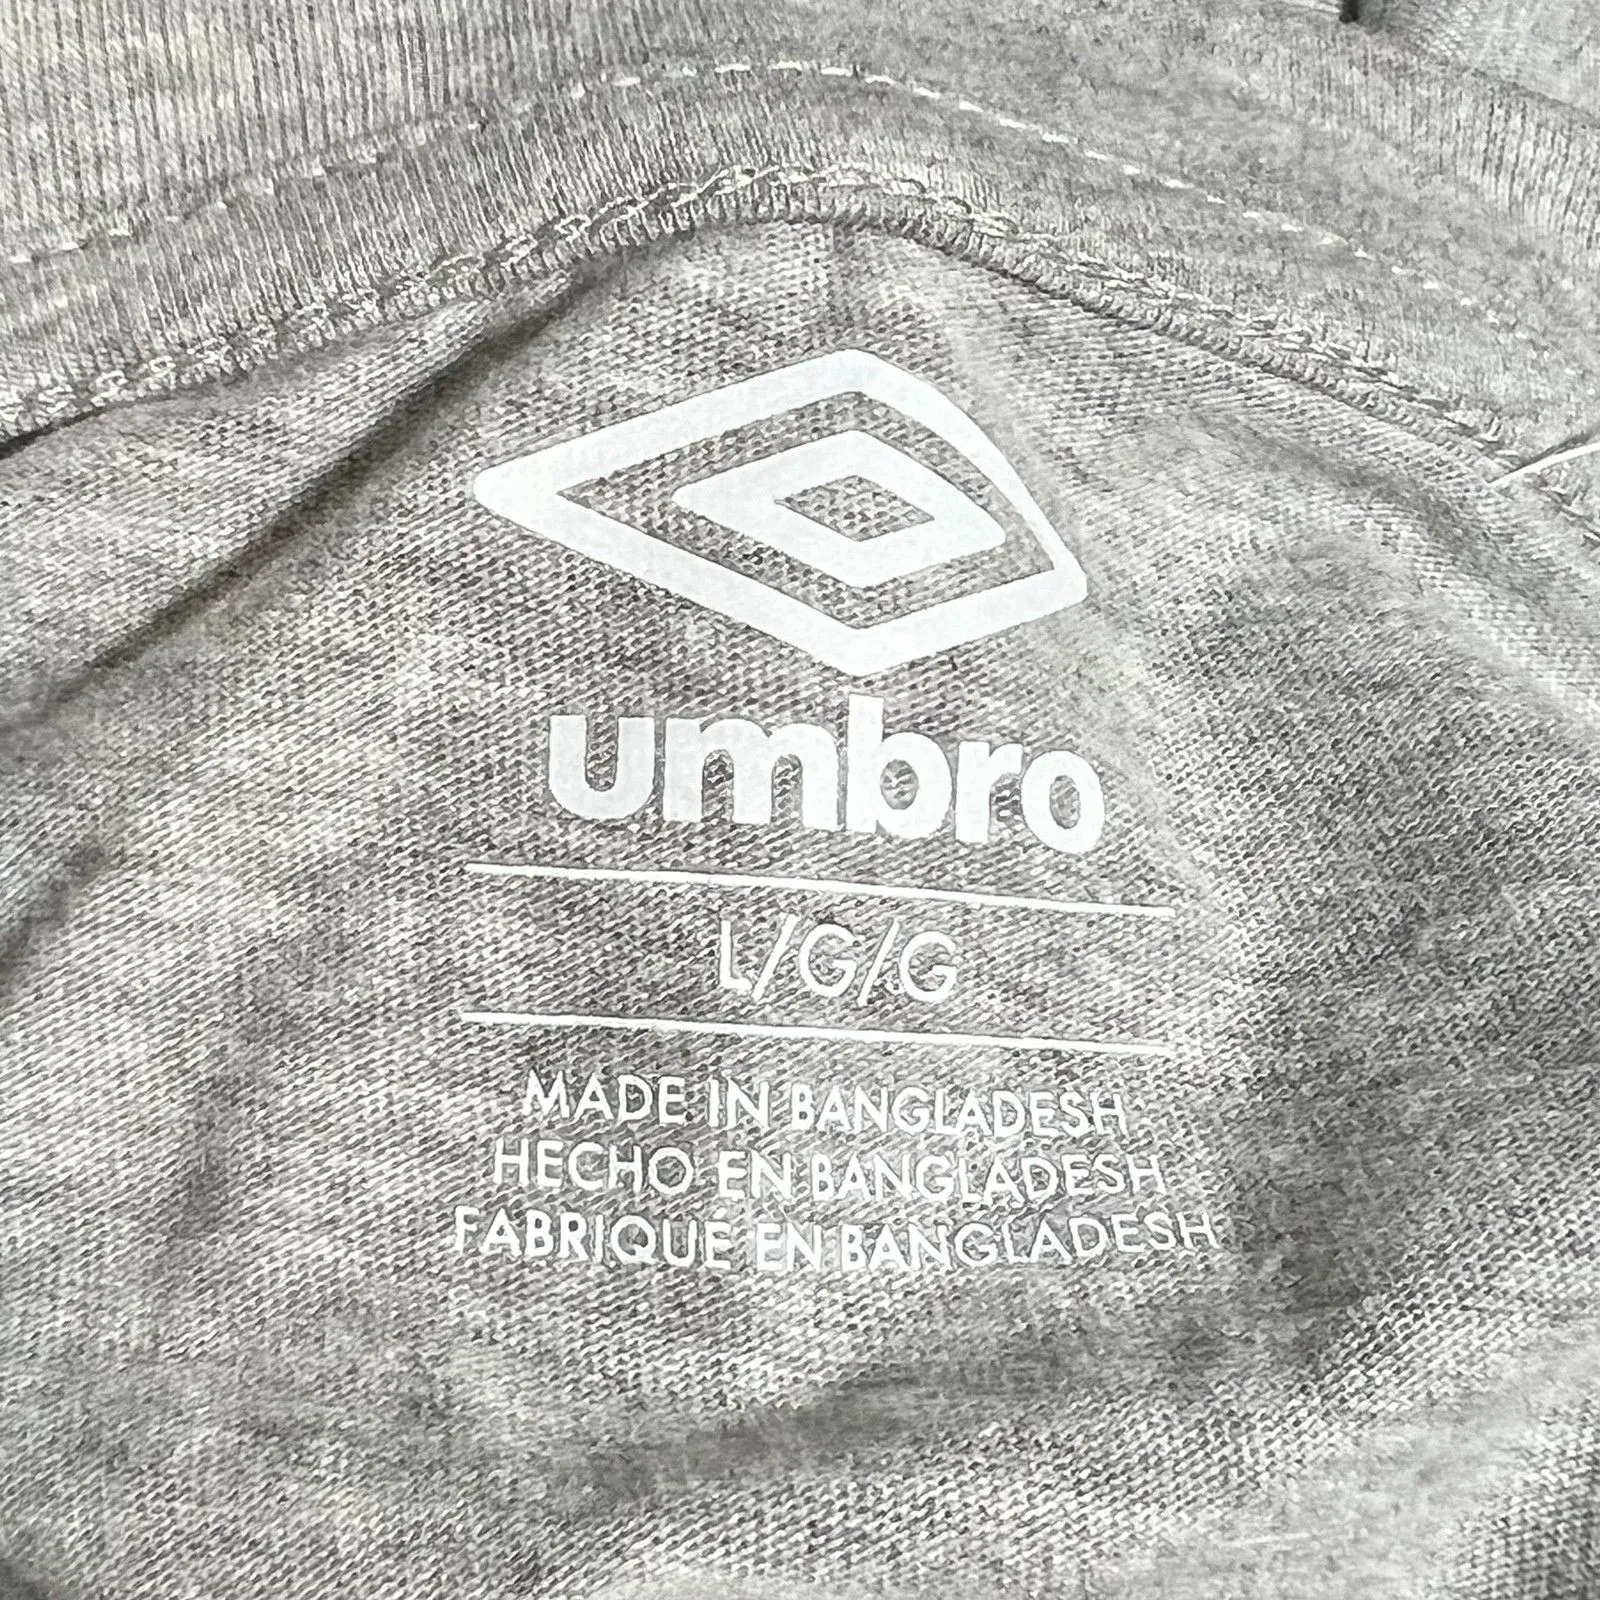 umbro
L/G/G
MADE IN BANGLADESH
HECHO EN BANGLADESH
FABRIQUÉ EN BANGLADESH